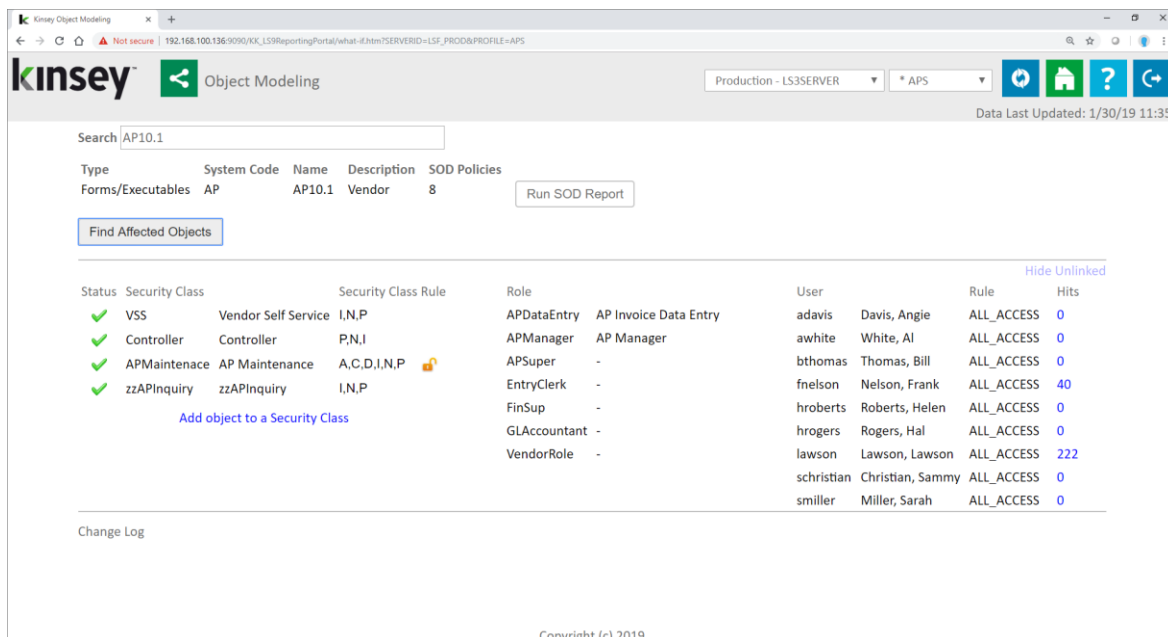 Kinsey Object Modeling
Not secure | 192.168.100.136:9090/KK_LS9ReportingPortal/what-if.htm?SERVERID=LSF_PROD&PROFILE=APS
kinsey Object Modeling Production - LS3SERVER * APS ?
Data Last Updated: 1/30/19 11:35
Search AP10.1
Type System Code Name Description SOD Policies
Forms/Executables AP AP10.1 Vendor 8 Run SOD Report
Find Affected Objects
Hide Unlinked
Status Security Class Security Class Rule Role User Rule Hits
VSS Vendor Self Service I,N,P APDataEntry AP Invoice Data Entry adavis Davis, Angie ALL_ACCESS 0
Controller Controller P,N,I APManager AP Manager awhite White, Al ALL_ACCESS 0
APMaintenace AP Maintenance A,C,D,I,N,P APSuper - bthomas Thomas, Bill ALL_ACCESS 0
zzAPInquiry zzAPInquiry I,N,P EntryClerk - fnelson Nelson, Frank ALL_ACCESS 40
Add object to a Security Class FinSup - hroberts Roberts, Helen ALL_ACCESS 0
GLAccountant - hrogers Rogers, Hal ALL_ACCESS 0
VendorRole - lawson Lawson, Lawson ALL_ACCESS 222
schristian Christian, Sammy ALL_ACCESS 0
smiller Miller, Sarah ALL_ACCESS 0
Change Log
Copyright (c) 2019